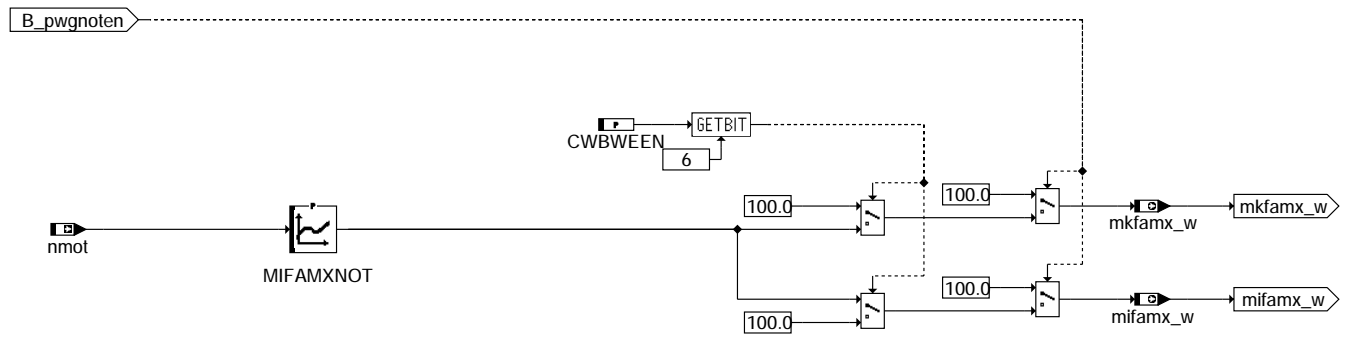 B_pwgnoten
P
GETBIT
CWBWEEN
6
100.0
100.0
mkfamx_w
mkfamx_w
P
nmot
MIFAMXNOT
100.0
mifamx_w
100.0
mifamx_w